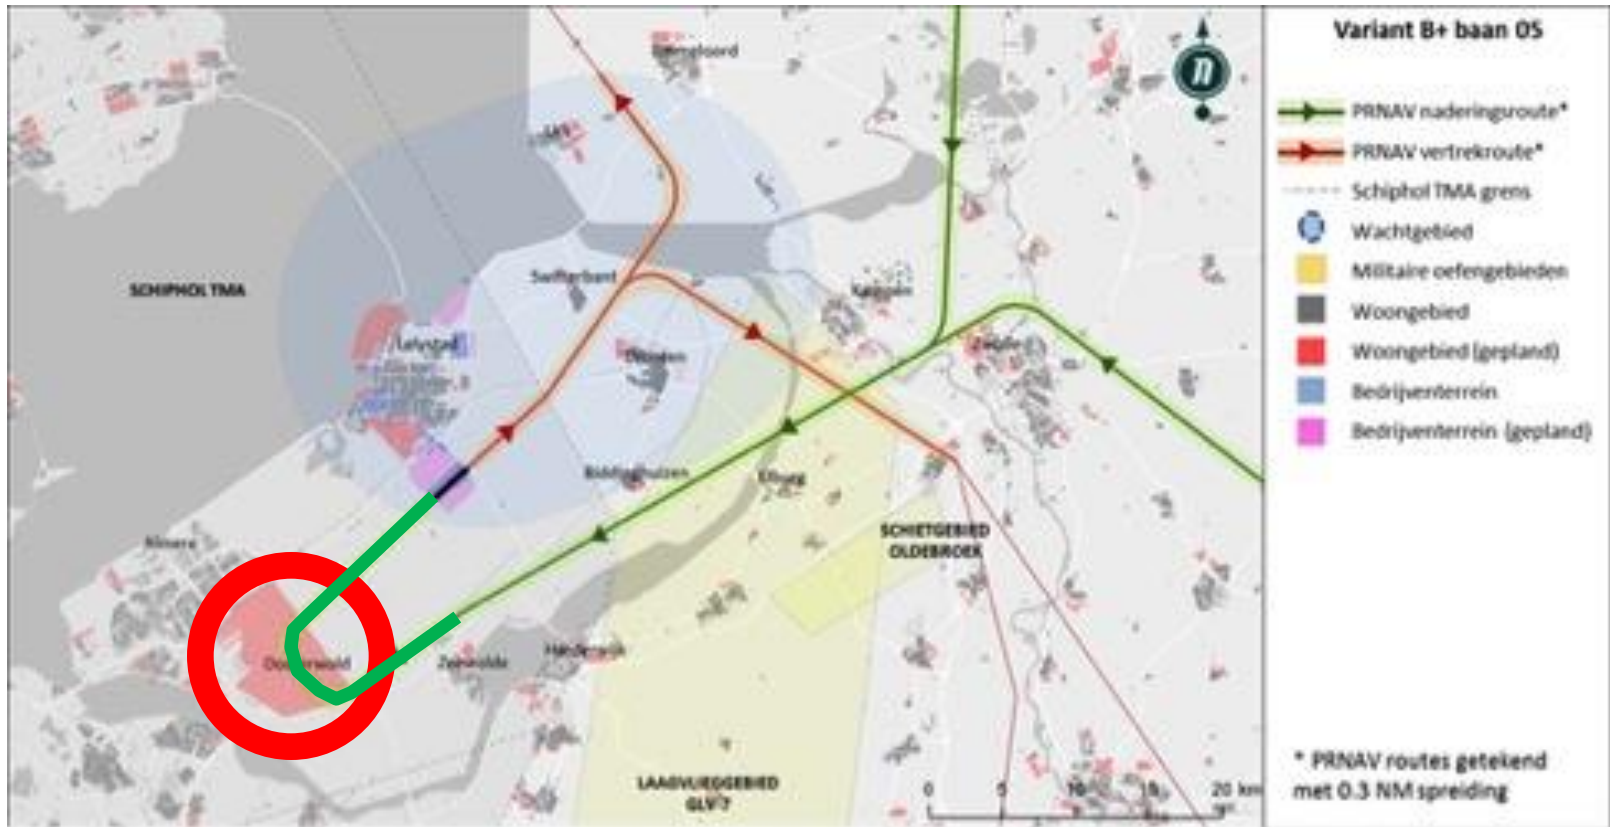 Variant B+ baan 05
PRNAV naderingsroute*
PRNAV vertrekroute*
Schiphol TMA grens
Wachtgebied
Militaire oefengebieden
Woongebied
Woongebied (gepland)
Bedrijventerrein
Bedrijventerrein (gepland)
* PRNAV routes getekend
met 0.3 NM spreiding
SCHIPHOL TMA
Swifterbant
Kampen
Lelystad
Dronten
Zwolle
Biddinghuizen
Elburg
SCHIETGEBIED
OLDEBROEK
Almere
Oosterwold
Zeewolde
Harderwijk
LAAGVLIEGGEBIED
GLV-7
0 5 10 15 20 km